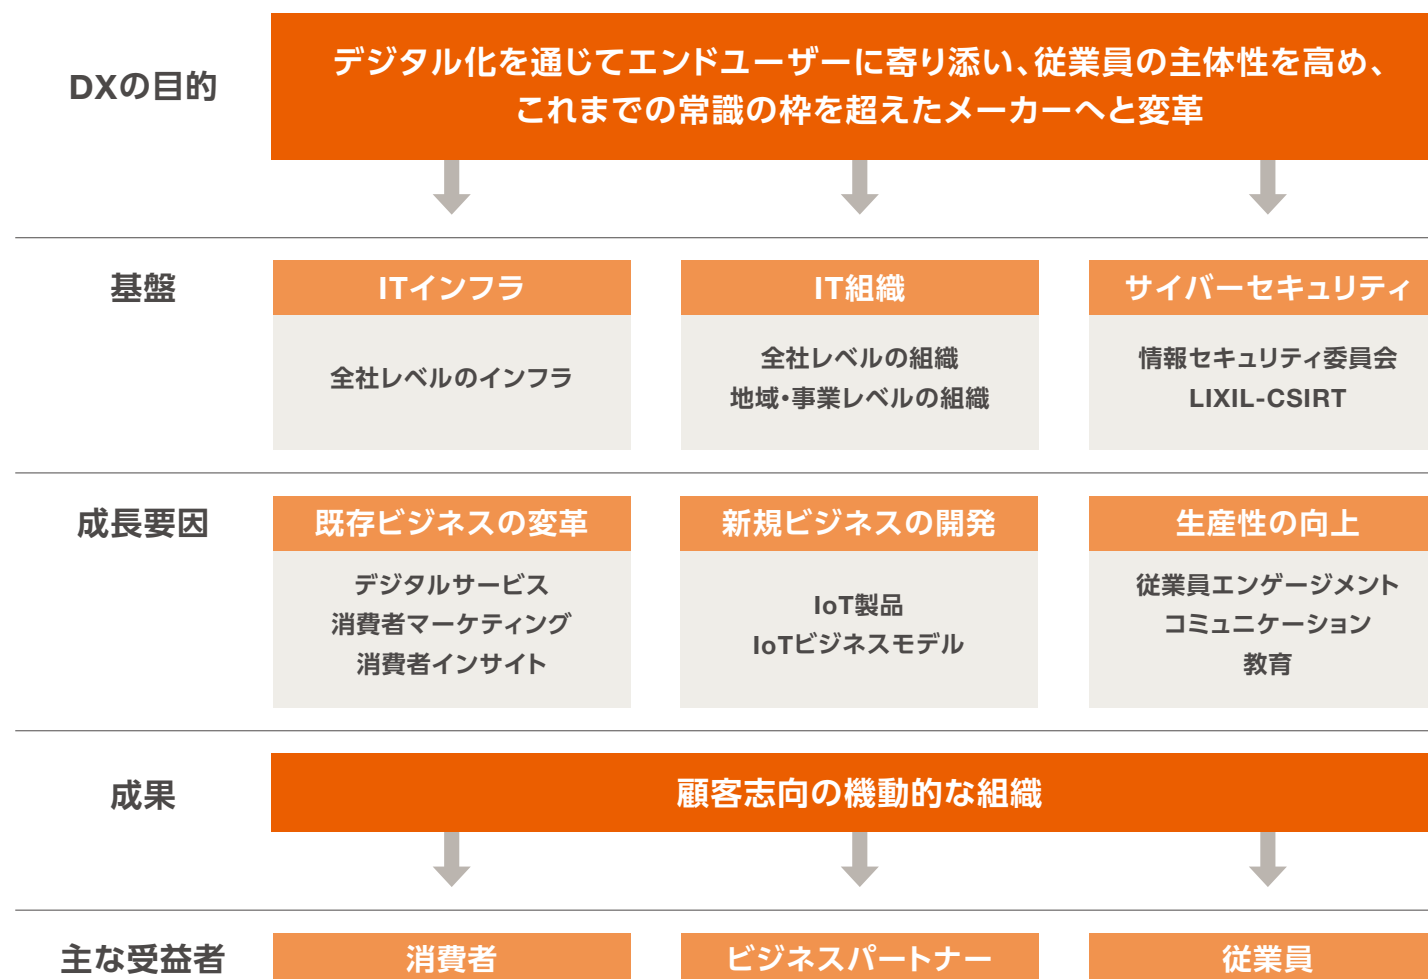 DXの目的
デジタル化を通じてエンドユーザーに寄り添い、従業員の主体性を高め、
これまでの常識の枠を超えたメーカーへと変革
基盤
ITインフラ
全社レベルのインフラ
IT組織
全社レベルの組織
地域・事業レベルの組織
サイバーセキュリティ
情報セキュリティ委員会
LIXIL-CSIRT
成長要因
既存ビジネスの変革
デジタルサービス
消費者マーケティング
消費者インサイト
新規ビジネスの開発
IoT製品
IoTビジネスモデル
生産性の向上
従業員エンゲージメント
コミュニケーション
教育
成果
顧客志向の機動的な組織
主な受益者
消費者
ビジネスパートナー
従業員